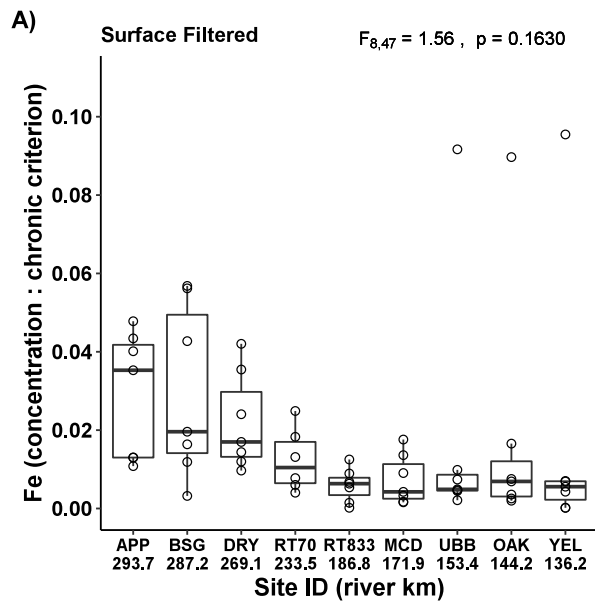 A)
Surface Filtered
F8,47 = 1.56 , p = 0.1630
Fe (concentration : chronic criterion)
0.10
0.08
0.06
0.04
0.02
0.00
APP BSG DRY RT70 RT833 MCD UBB OAK YEL
293.7 287.2 269.1 233.5 186.8 171.9 153.4 144.2 136.2
Site ID (river km)